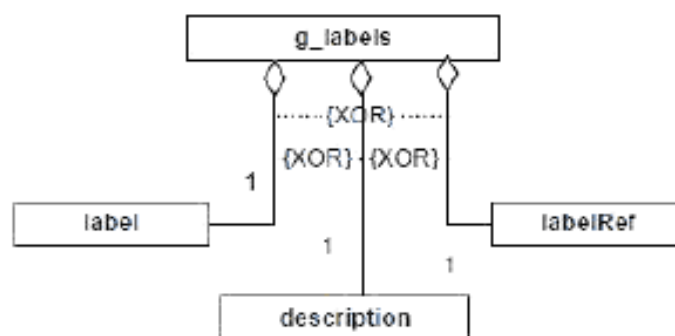 g_labels
{XOR}
{XOR} {XOR}
1
label
labelRef
1
1
description